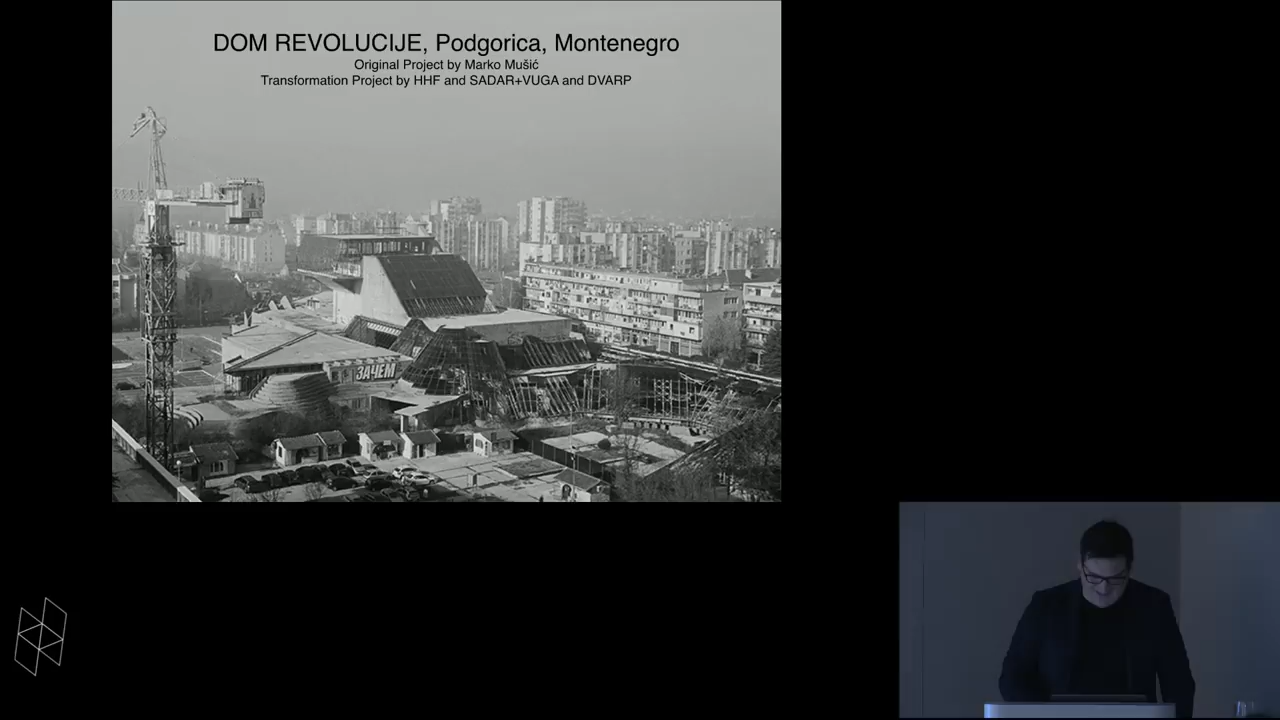 DOM REVOLUCIJE, Podgorica, Montenegro
Original Project by Marko Mušić
Transformation Project by HHF and SADAR+VUGA and DVARP
ЗАЧЕМ